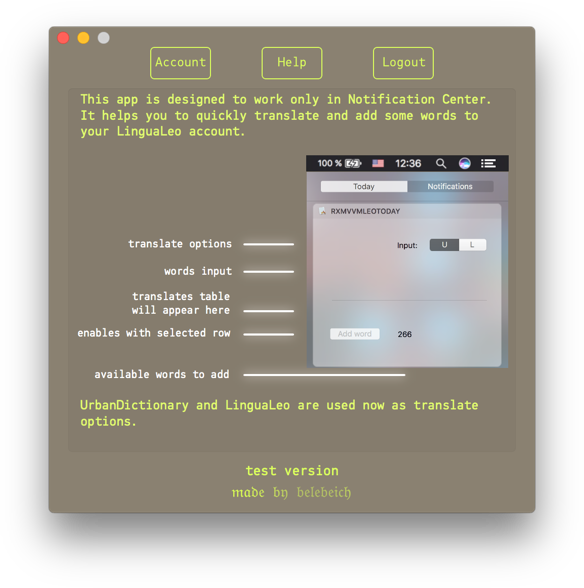 Account Help Logout
This app is designed to work only in Notification Center.
It helps you to quickly translate and add some words to
your LinguaLeo account.
100 % 12:36
Today Notifications
RXMVVMLEOTODAY
translate options
Input: U L
words input
translates table
will appear here
enables with selected row
Add word 266
available words to add
UrbanDictionary and LinguaLeo are used now as translate
options.
test version
made by belebeich